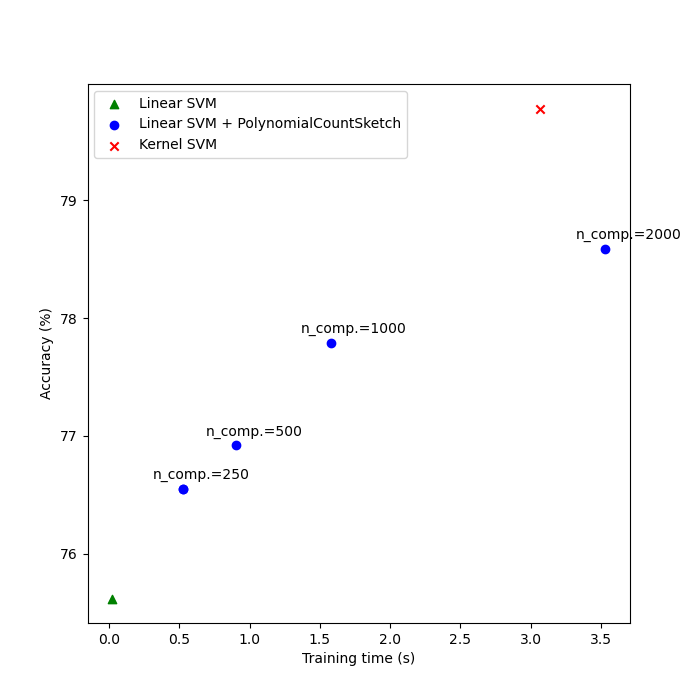 Linear SVM
Linear SVM + PolynomialCountSketch
Kernel SVM
79
n_comp.=2000
78
n_comp.=1000
Accuracy (%)
77
n_comp.=500
n_comp.=250
76
0.0 0.5 1.0 1.5 2.0 2.5 3.0 3.5
Training time (s)